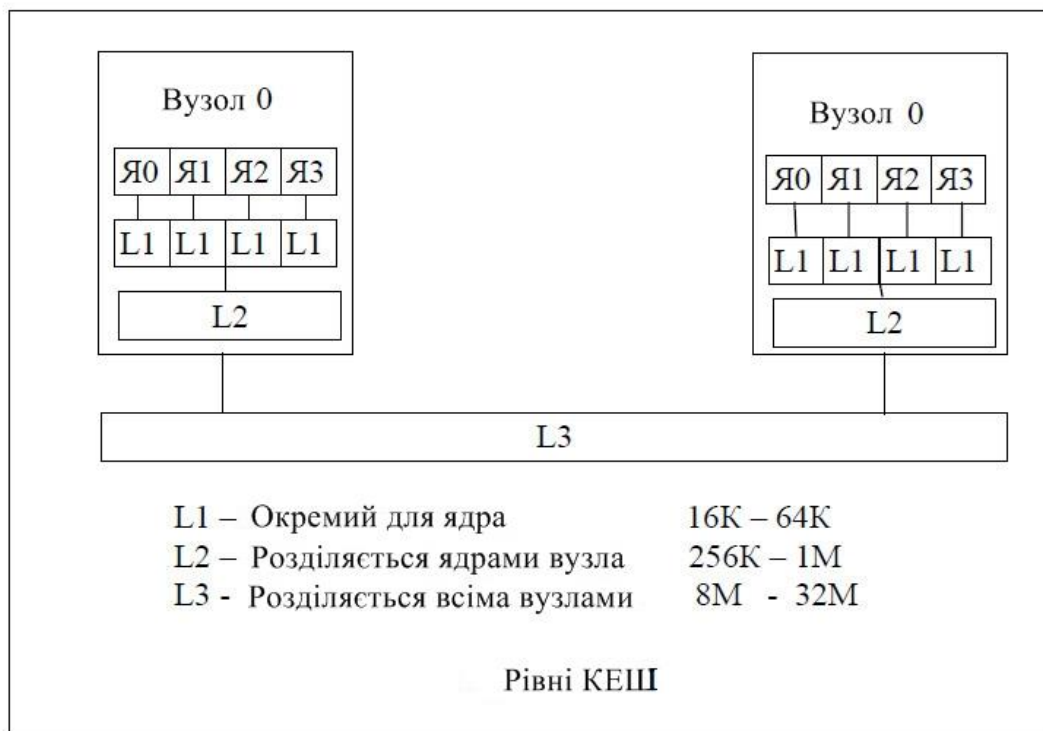 Вузол 0
Я0 Я1 Я2 Я3
L1 L1 L1 L1
L2
Вузол 0
Я0 Я1 Я2 Я3
L1 L1 L1 L1
L2
L3
L1 – Окремий для ядра 16К – 64К
L2 – Розділяється ядрами вузла 256К – 1М
L3 - Розділяється всіма вузлами 8М - 32М
Рівні КЕШІ